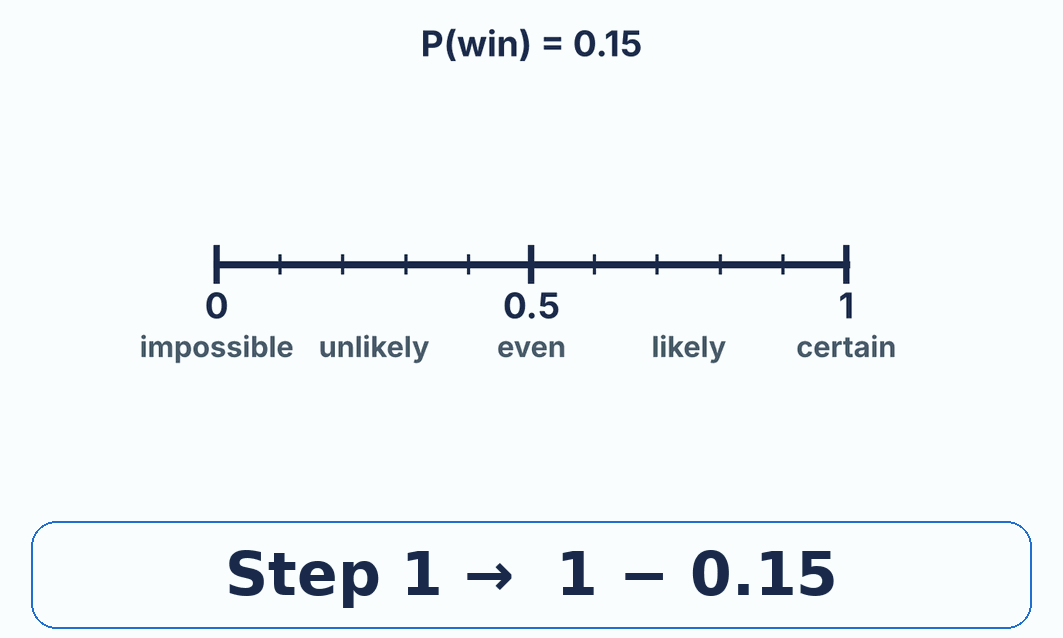 P(win) = 0.15
0 0.5 1
impossible unlikely even likely certain
Step 1 → 1 − 0.15